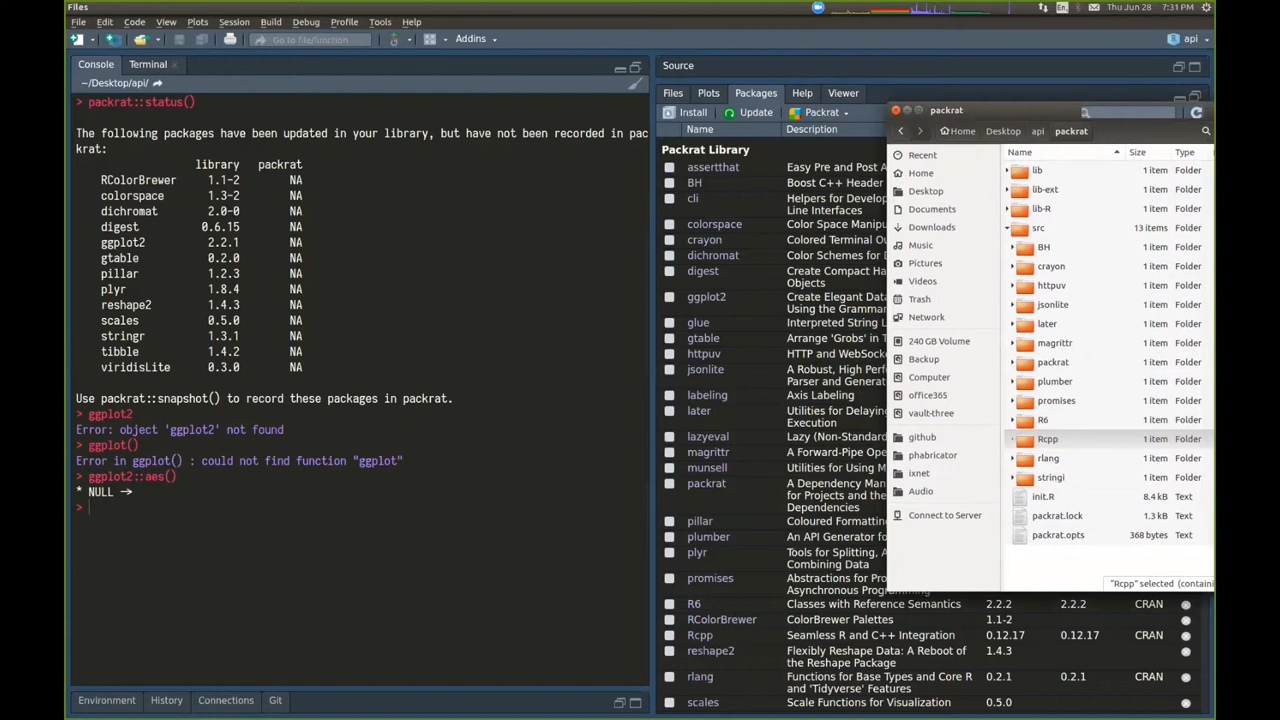 Files
Thu Jun 28 7:31 PM
En
File Edit Code View Plots Session Build Debug Profile Tools Help
Go to file/function
Addins
api
Console Terminal
~/Desktop/api/
> packrat::status()
The following packages have been updated in your library, but have not been recorded in pac
krat:
library packrat
RColorBrewer 1.1-2 NA
colorspace 1.3-2 NA
dichromat 2.0-0 NA
digest 0.6.15 NA
ggplot2 2.2.1 NA
gtable 0.2.0 NA
pillar 1.2.3 NA
plyr 1.8.4 NA
reshape2 1.4.3 NA
scales 0.5.0 NA
stringr 1.3.1 NA
tibble 1.4.2 NA
viridisLite 0.3.0 NA
Use packrat::snapshot() to record these packages in packrat.
> ggplot2
Error: object 'ggplot2' not found
> ggplot()
Error in ggplot() : could not find function "ggplot"
> ggplot2::aes()
* NULL ->
>
Environment History Connections Git
Source
Files Plots Packages Help Viewer
Install Update Packrat
Name Description
Packrat Library
assertthat Easy Pre and Post A
BH Boost C++ Header
cli Helpers for Develop
Line Interfaces
colorspace Color Space Manipu
crayon Colored Terminal Ou
dichromat Color Schemes for D
digest Create Compact Ha
Objects
ggplot2 Create Elegant Data
Using the Grammar
glue Interpreted String L
gtable Arrange 'Grobs' in T
httpuv HTTP and WebSocke
jsonlite A Robust, High Perf
Parser and Generato
labeling Axis Labeling
later Utilities for Delaying
Execution
lazyeval Lazy (Non-Standard
magrittr A Forward-Pipe Oper
munsell Utilities for Using M
packrat A Dependency Man
for Projects and thei
Dependencies
pillar Coloured Formattin
plumber An API Generator fo
plyr Tools for Splitting, A
Combining Data
promises Abstractions for Pro
Asynchronous Programming
R6 Classes with Reference Semantics 2.2.2 2.2.2 CRAN
RColorBrewer ColorBrewer Palettes 1.1-2
Rcpp Seamless R and C++ Integration 0.12.17 0.12.17 CRAN
reshape2 Flexibly Reshape Data: A Reboot of 1.4.3
the Reshape Package
rlang Functions for Base Types and Core R 0.2.1 0.2.1 CRAN
and 'Tidyverse' Features
scales Scale Functions for Visualization 0.5.0
packrat
Home Desktop api packrat
Recent
Home
Desktop
Documents
Downloads
Music
Pictures
Videos
Trash
Network
240 GB Volume
Backup
Computer
office365
vault-three
github
phabricator
ixnet
Audio
Connect to Server
Name Size Type
lib 1 item Folder
lib-ext 1 item Folder
lib-R 1 item Folder
src 13 items Folder
BH 1 item Folder
crayon 1 item Folder
httpuv 1 item Folder
jsonlite 1 item Folder
later 1 item Folder
magrittr 1 item Folder
packrat 1 item Folder
plumber 1 item Folder
promises 1 item Folder
R6 1 item Folder
Rcpp 1 item Folder
rlang 1 item Folder
stringi 1 item Folder
init.R 8.4 kB Text
packrat.lock 1.3 kB Text
packrat.opts 368 bytes Text
"Rcpp" selected (containi